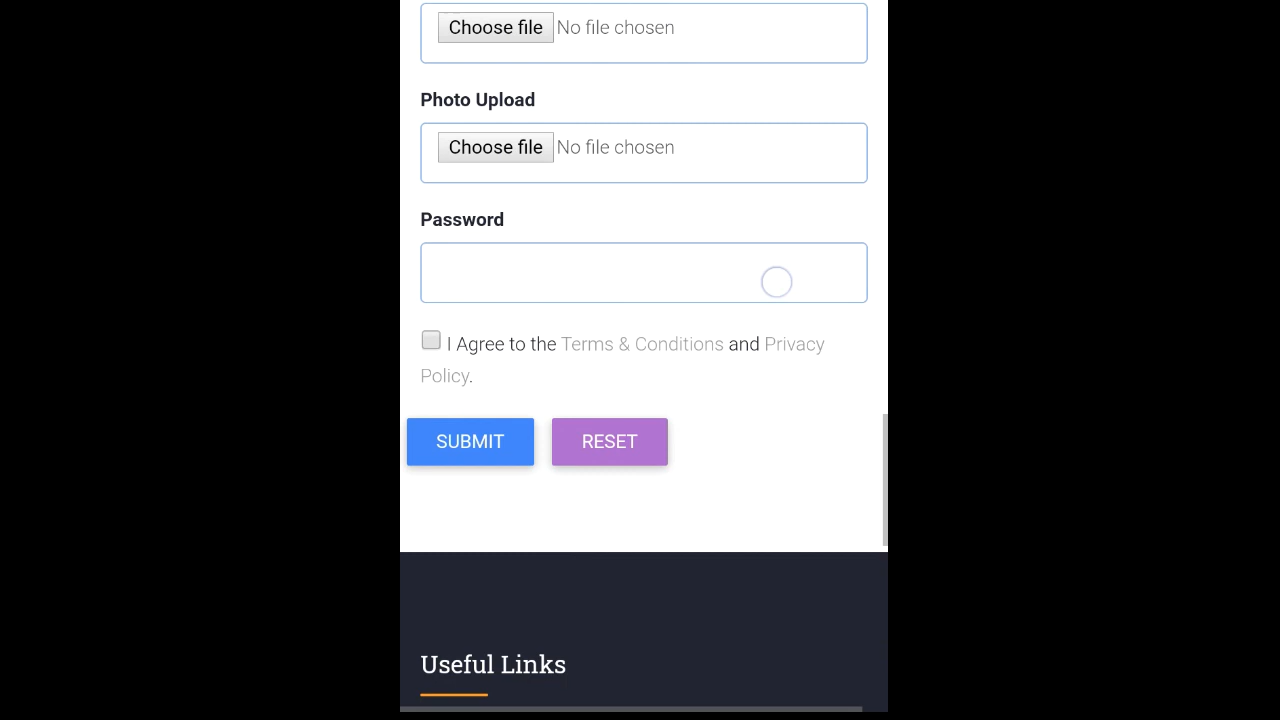 Choose file No file chosen
Photo Upload
Choose file No file chosen
Password
I Agree to the Terms & Conditions and Privacy
Policy.
SUBMIT RESET
Useful Links